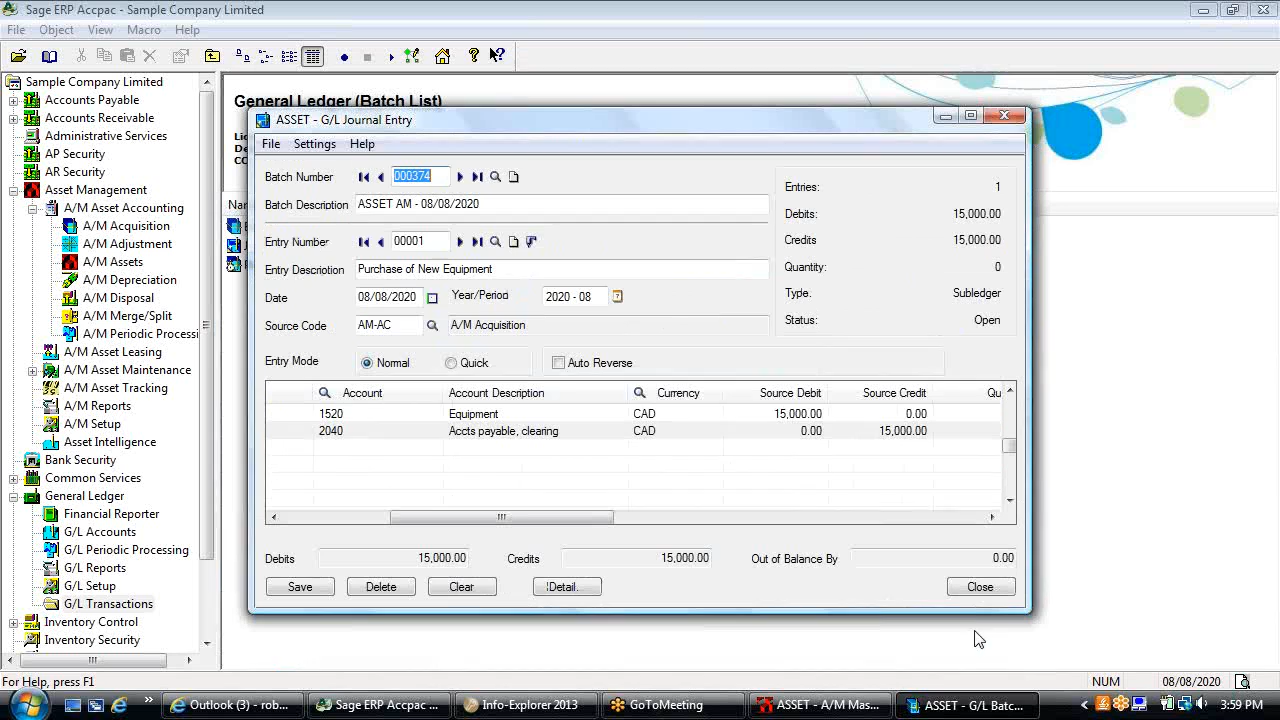 Sage ERP Accpac - Sample Company Limited
File Object View Macro Help
Sample Company Limited
Accounts Payable
Accounts Receivable
Administrative Services
AP Security
AR Security
Asset Management
A/M Asset Accounting
A/M Acquisition
A/M Adjustment
A/M Assets
A/M Depreciation
A/M Disposal
A/M Merge/Split
A/M Periodic Processi
A/M Asset Leasing
A/M Asset Maintenance
A/M Asset Tracking
A/M Reports
A/M Setup
Asset Intelligence
Bank Security
Common Services
General Ledger
Financial Reporter
G/L Accounts
G/L Periodic Processing
G/L Reports
G/L Setup
G/L Transactions
Inventory Control
Inventory Security
General Ledger (Batch List)
ASSET - G/L Journal Entry
File Settings Help
Batch Number 000374
Batch Description ASSET AM - 08/08/2020
Entry Number 00001
Entry Description Purchase of New Equipment
Date 08/08/2020 Year/Period 2020 - 08
Source Code AM-AC A/M Acquisition
Entry Mode Normal Quick Auto Reverse
Entries: 1
Debits: 15,000.00
Credits 15,000.00
Quantity: 0
Type. Subledger
Status: Open
Account Account Description Currency Source Debit Source Credit Qu
1520 Equipment CAD 15,000.00 0.00
2040 Accts payable, clearing CAD 0.00 15,000.00
Debits 15,000.00 Credits 15,000.00 Out of Balance By 0.00
Save Delete Clear !Detail. Close
For Help, press F1 NUM 08/08/2020
Outlook (3) - rob... Sage ERP Accpac ... Info-Explorer 2013 GoToMeeting ASSET - A/M Mas... ASSET - G/L Batc... 3:59 PM